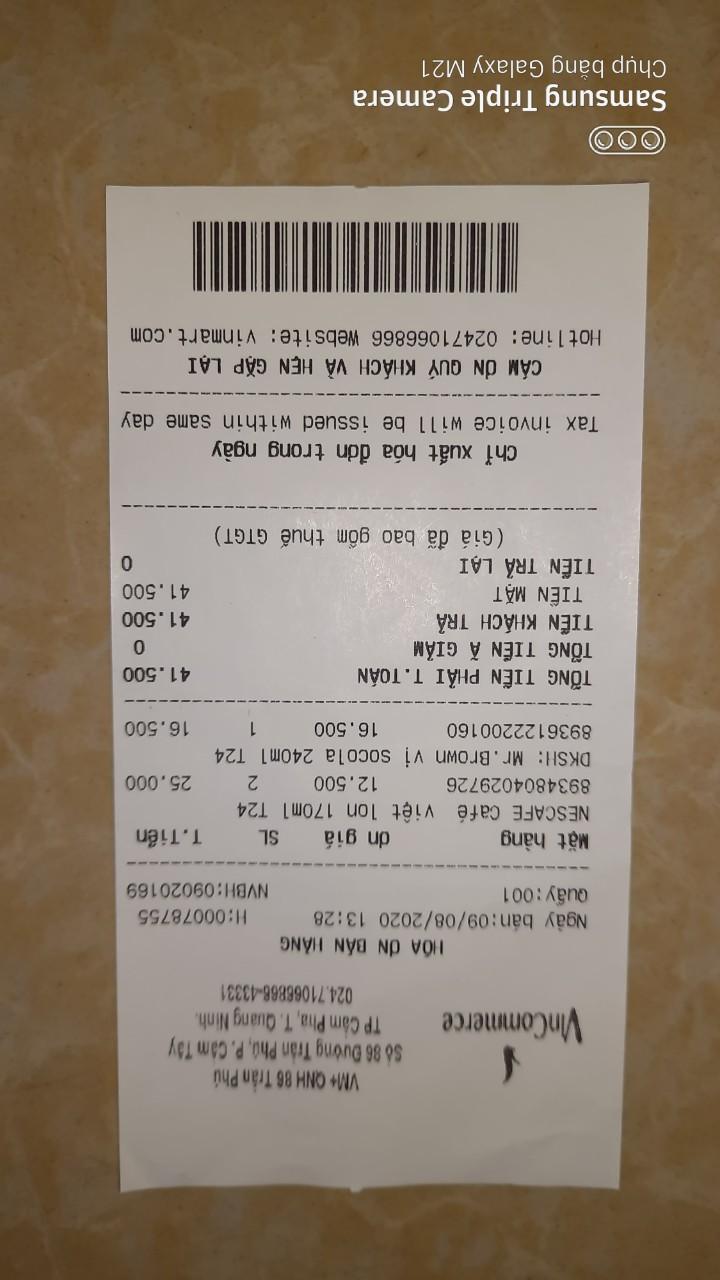 VinCommerce
VM+ QNH 86 Trần Phú
Số 86 Đường Trần Phú, P. Cẩm Tây
TP Cẩm Phả, T. Quảng Ninh.
024.71066866-43331
HÓA ƠN BÁN HÀNG
Ngày bán:09/08/2020 13:28 H:00078755
Quầy:001 NVBH:09020169
Mặt hàng ơn giá SL T.Tiền
NESCAFE Café việt lon 170ml T24
8934804029726 12.500 2 25.000
DKSH: Mr.Brown vị socola 240ml T24
8936122200160 16.500 1 16.500
TỔNG TIỀN PHẢI T.TOÁN 41.500
TỔNG TIỀN Ã GIẢM 0
TIỀN KHÁCH TRẢ 41.500
TIỀN MẶT 41.500
TIỀN TRẢ LẠI 0
(Giá đã bao gồm thuế GTGT)
Chỉ xuất hóa đơn trong ngày
Tax invoice will be issued within same day
CẢM ƠN QUÝ KHÁCH VÀ HẸN GẶP LẠI
Hotline: 02471066866 Website: vinmart.com
Samsung Triple Camera
Chụp bằng Galaxy M21